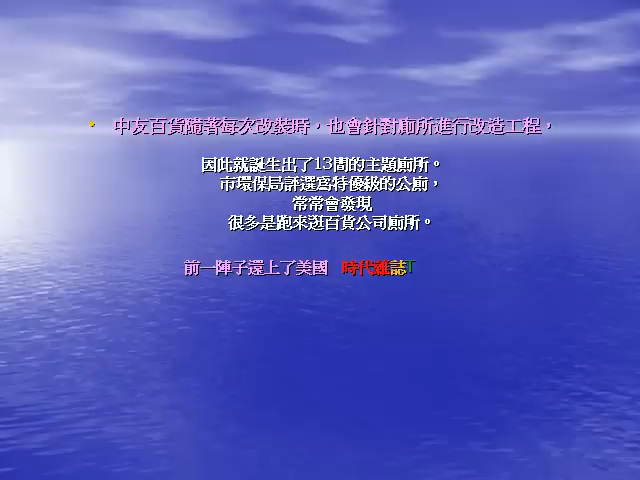 • 中友百貨隨著每次改裝時，也會針對廁所進行改造工程，
因此就誕生出了13間的主題廁所。
市環保局評選為特優級的公廁，
常常會發現
很多是跑來逛百貨公司廁所。
前一陣子還上了美國 時代雜誌T